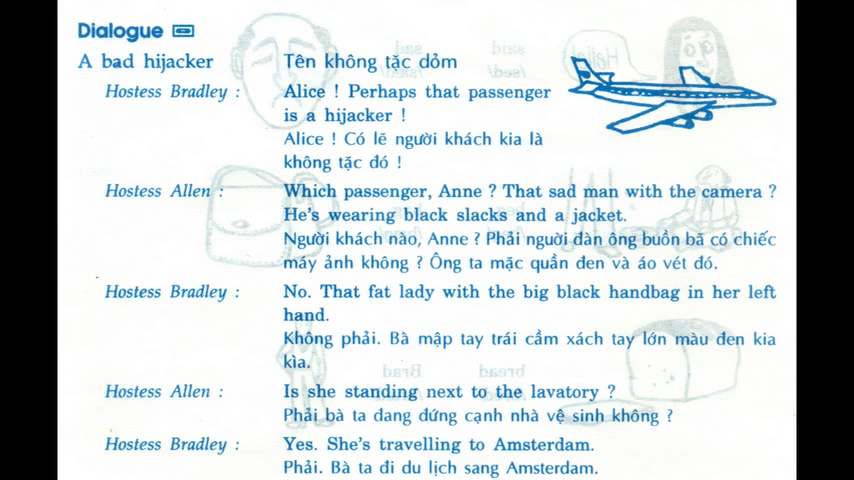 Dialogue
A bad hijacker Tên không tặc dỏm
Hostess Bradley : Alice ! Perhaps that passenger
is a hijacker !
Alice ! Có lẽ người khách kia là
không tặc đó !
Hostess Allen : Which passenger, Anne ? That sad man with the camera ?
He's wearing black slacks and a jacket.
Người khách nào, Anne ? Phải nguời đàn ông buồn bã có chiếc
máy ảnh không ? Ông ta mặc quần đen và áo vét đó.
Hostess Bradley : No. That fat lady with the big black handbag in her left
hand.
Không phải. Bà mập tay trái cầm xách tay lớn màu đen kia
kìa.
Hostess Allen : Is she standing next to the lavatory ?
Phải bà ta đang đứng cạnh nhà vệ sinh không ?
Hostess Bradley : Yes. She's travelling to Amsterdam.
Phải. Bà ta đi du lịch sang Amsterdam.